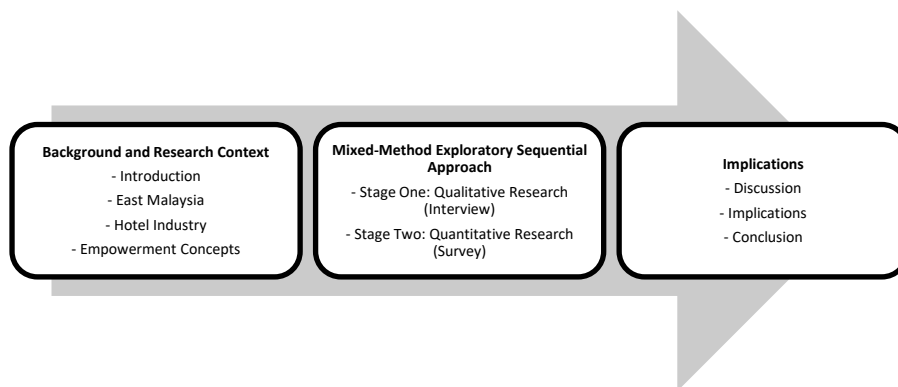 Background and Research Context
- Introduction
- East Malaysia
- Hotel Industry
- Empowerment Concepts
Mixed-Method Exploratory Sequential
Approach
- Stage One: Qualitative Research
(Interview)
- Stage Two: Quantitative Research
(Survey)
Implications
- Discussion
- Implications
- Conclusion